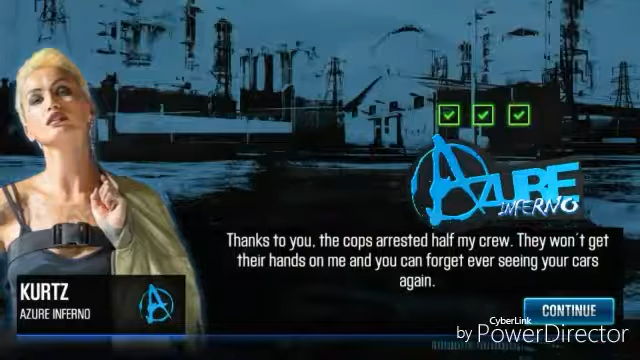 AZURE
INFERNO
Thanks to you, the cops arrested half my crew. They won't get
their hands on me and you can forget ever seeing your cars
again.
KURTZ
AZURE INFERNO
CONTINUE
CyberLink
by PowerDirector